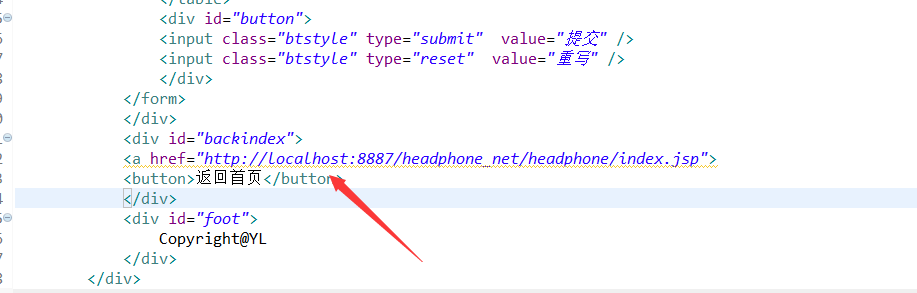 </table>
<div id="button">
<input class="btstyle" type="submit"  value="提交" />
<input class="btstyle" type="reset"  value="重写" />
</div>
</form>
</div>
<div id="backindex">
<a href="http://localhost:8887/headphone_net/headphone/index.jsp">
<button>返回首页</button>
</div>
<div id="foot">
Copyright@YL
</div>
</div>